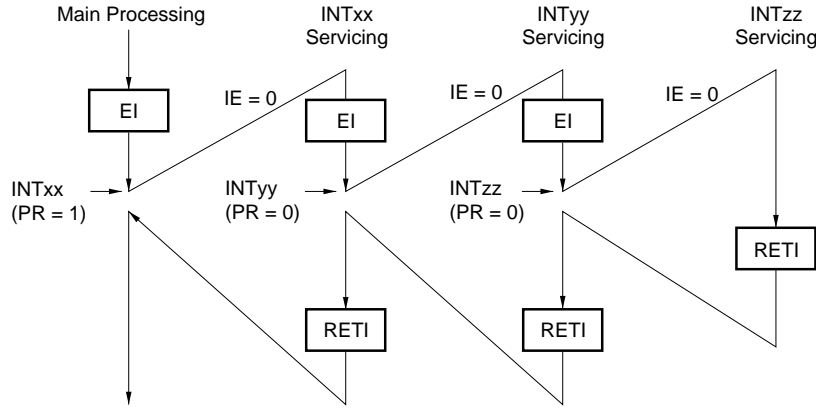 Main Processing
INTxx
Servicing
INTyy
Servicing
INTzz
Servicing
EI
IE = 0
EI
IE = 0
EI
IE = 0
INTxx
(PR = 1)
INTyy
(PR = 0)
INTzz
(PR = 0)
RETI
RETI
RETI